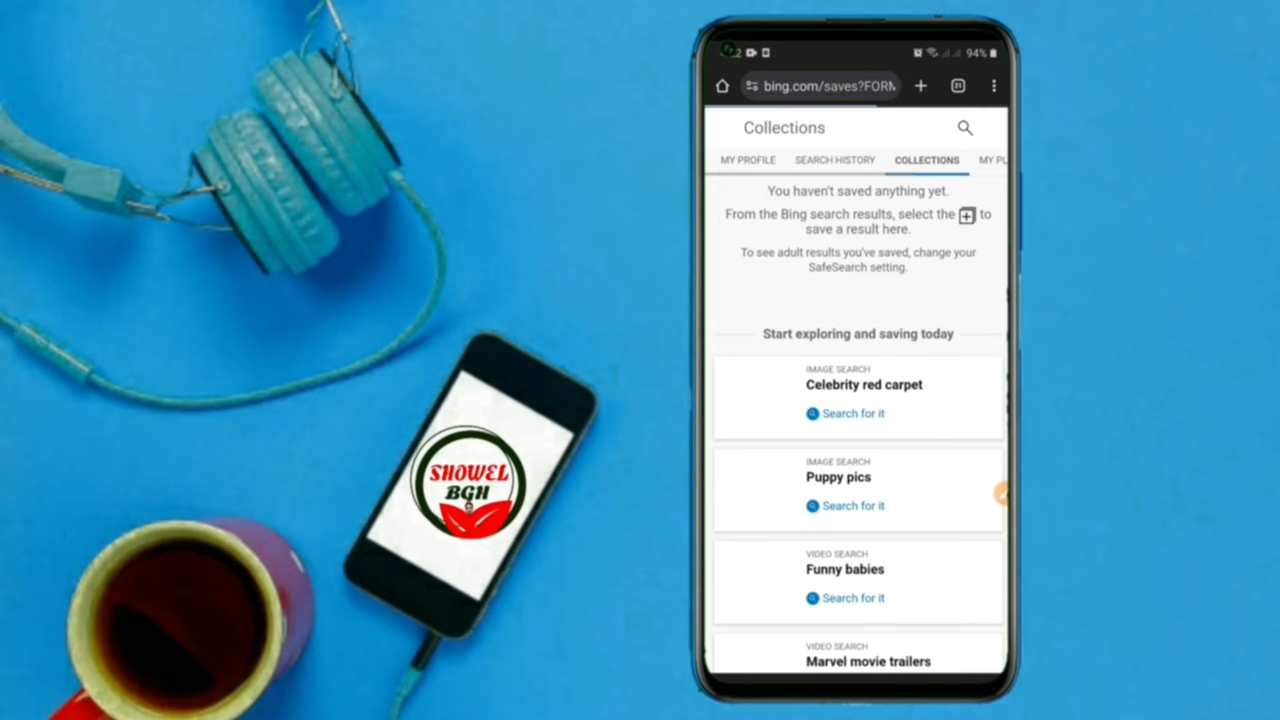 SHOWEL
BGH
2
94%
bing.com/saves?FORM
31
Collections
MY PROFILE SEARCH HISTORY COLLECTIONS MY PL
You haven't saved anything yet.
From the Bing search results, select the to
save a result here.
To see adult results you've saved, change your
SafeSearch setting.
Start exploring and saving today
IMAGE SEARCH
Celebrity red carpet
Search for it
IMAGE SEARCH
Puppy pics
Search for it
VIDEO SEARCH
Funny babies
Search for it
VIDEO SEARCH
Marvel movie trailers